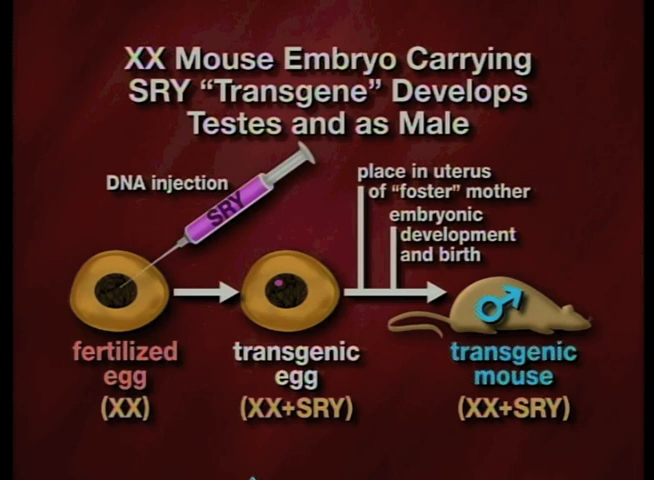 XX Mouse Embryo Carrying
SRY “Transgene” Develops
Testes and as Male
DNA injection
SRY
place in uterus
of “foster” mother
embryonic
development
and birth
fertilized
egg
(XX)
transgenic
egg
(XX+SRY)
transgenic
mouse
(XX+SRY)